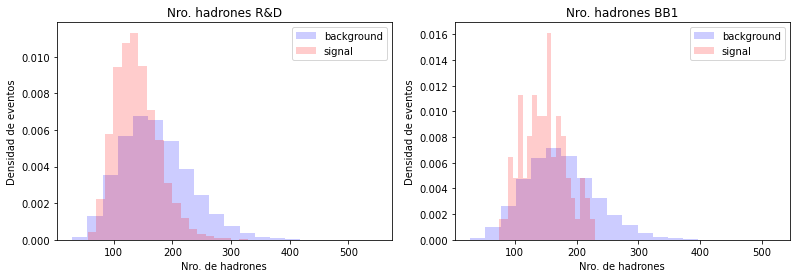 Nro. hadrones R&D
background
signal
0.010
0.008
0.006
0.004
0.002
0.000
Densidad de eventos
100 200 300 400 500
Nro. de hadrones
Nro. hadrones BB1
background
signal
0.016
0.014
0.012
0.010
0.008
0.006
0.004
0.002
0.000
Densidad de eventos
100 200 300 400 500
Nro. de hadrones